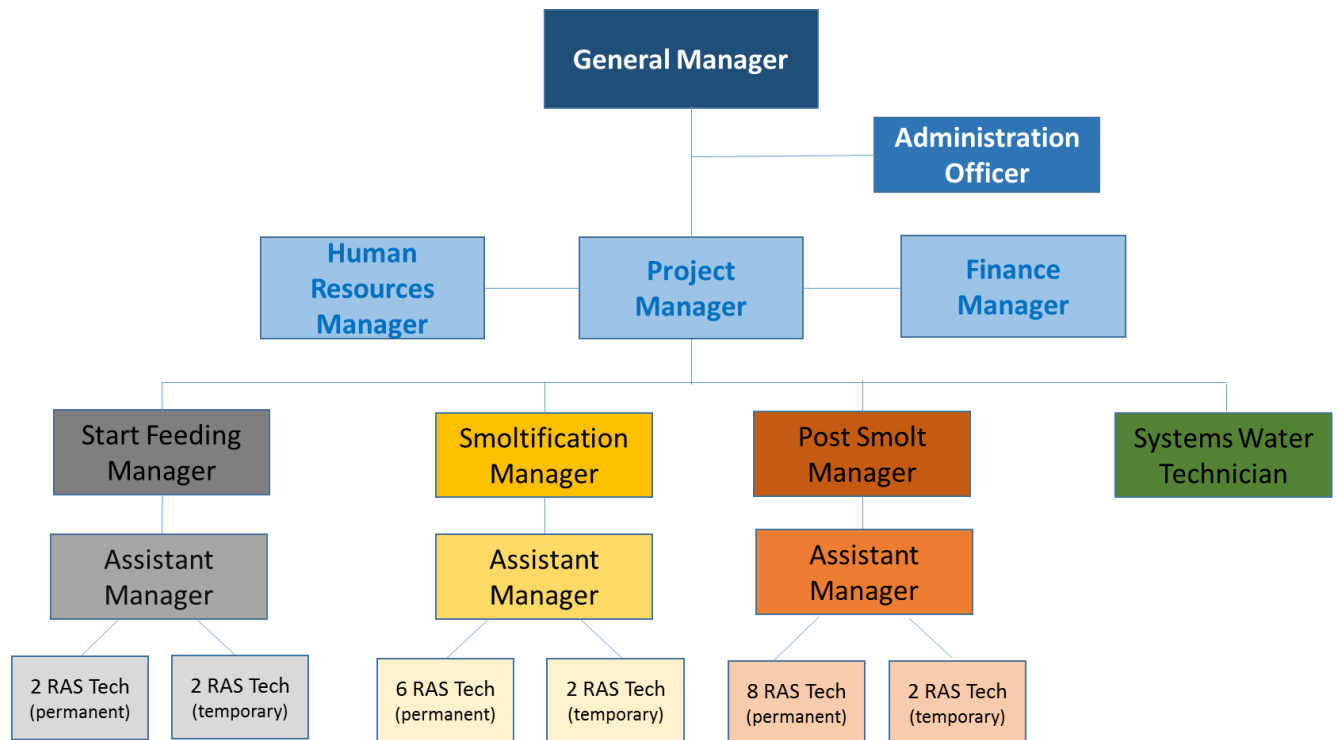 General Manager
Administration
Officer
Human
Resources
Manager
Project
Manager
Finance
Manager
Start Feeding
Manager
Smoltification
Manager
Post Smolt
Manager
Systems Water
Technician
Assistant
Manager
Assistant
Manager
Assistant
Manager
2 RAS Tech
(permanent)
2 RAS Tech
(temporary)
6 RAS Tech
(permanent)
2 RAS Tech
(temporary)
8 RAS Tech
(permanent)
2 RAS Tech
(temporary)